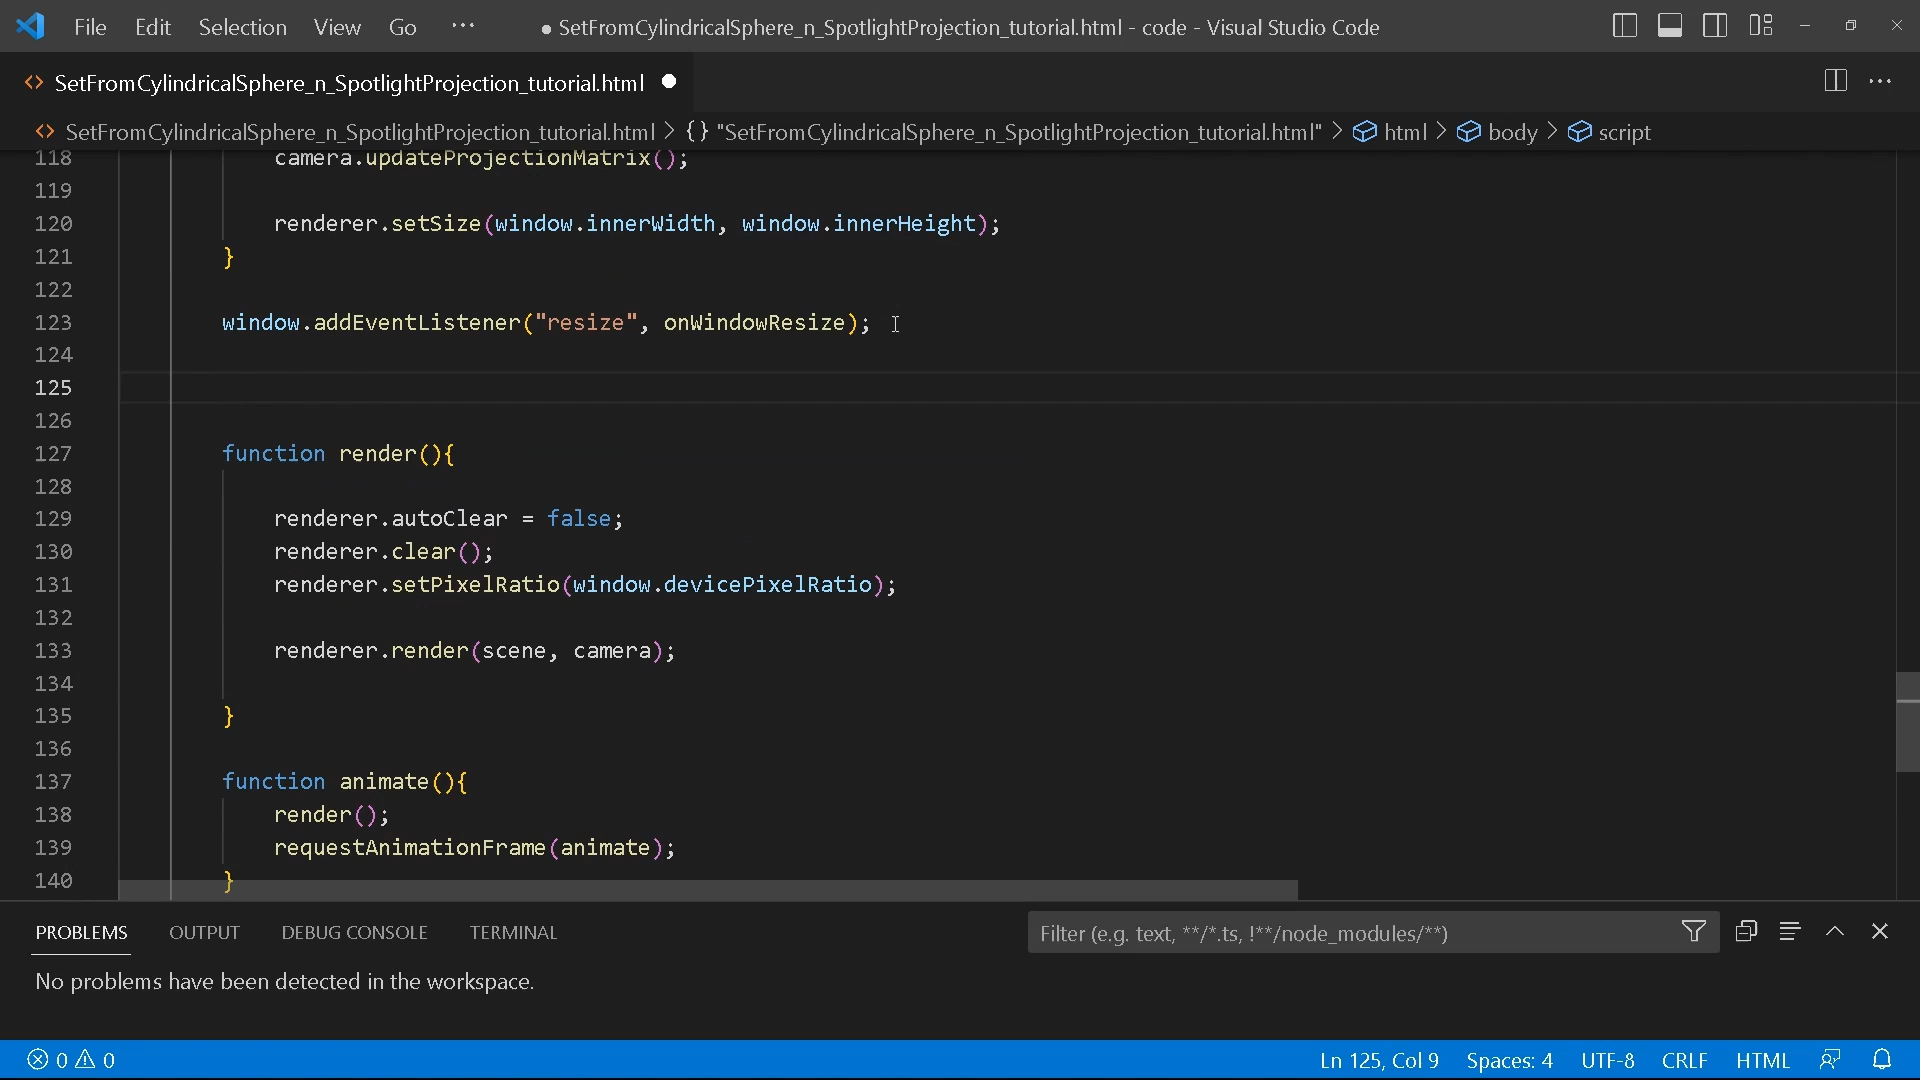 File Edit Selection View Go ··· ● SetFromCylindricalSphere_n_SpotlightProjection_tutorial.html - code - Visual Studio Code
SetFromCylindricalSphere_n_SpotlightProjection_tutorial.html
SetFromCylindricalSphere_n_SpotlightProjection_tutorial.html > {} "SetFromCylindricalSphere_n_SpotlightProjection_tutorial.html" > html > body > script
118 camera.updateProjectionMatrix();
119
120 renderer.setSize(window.innerWidth, window.innerHeight);
121 }
122
123 window.addEventListener("resize", onWindowResize);
124
125
126
127 function render(){
128
129 renderer.autoClear = false;
130 renderer.clear();
131 renderer.setPixelRatio(window.devicePixelRatio);
132
133 renderer.render(scene, camera);
134
135 }
136
137 function animate(){
138 render();
139 requestAnimationFrame(animate);
140 }
PROBLEMS OUTPUT DEBUG CONSOLE TERMINAL Filter (e.g. text, **/*.ts, !**/node_modules/**)
No problems have been detected in the workspace.
0 0 Ln 125, Col 9 Spaces: 4 UTF-8 CRLF HTML